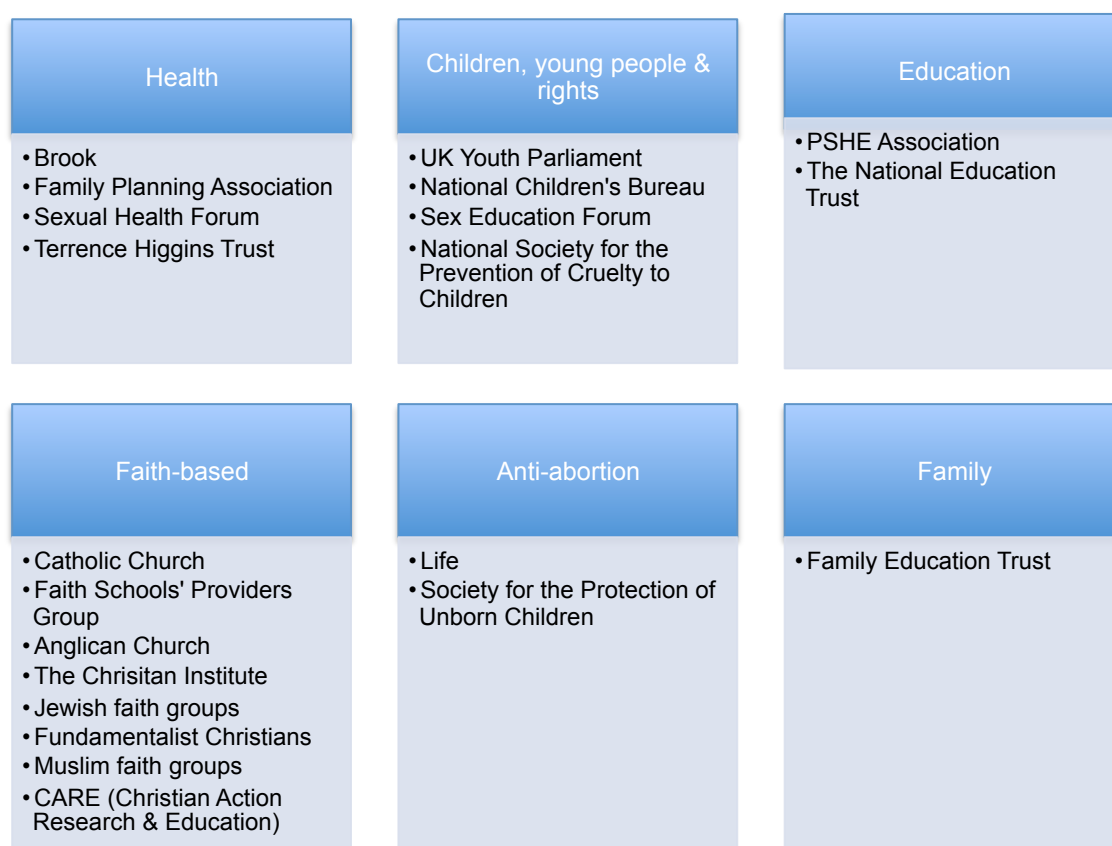 Health
• Brook
• Family Planning Association
• Sexual Health Forum
• Terrence Higgins Trust
Children, young people &
rights
• UK Youth Parliament
• National Children's Bureau
• Sex Education Forum
• National Society for the
Prevention of Cruelty to
Children
Education
• PSHE Association
• The National Education
Trust
Faith-based
• Catholic Church
• Faith Schools' Providers
Group
• Anglican Church
• The Chrisitan Institute
• Jewish faith groups
• Fundamentalist Christians
• Muslim faith groups
• CARE (Christian Action
Research & Education)
Anti-abortion
• Life
• Society for the Protection of
Unborn Children
Family
• Family Education Trust